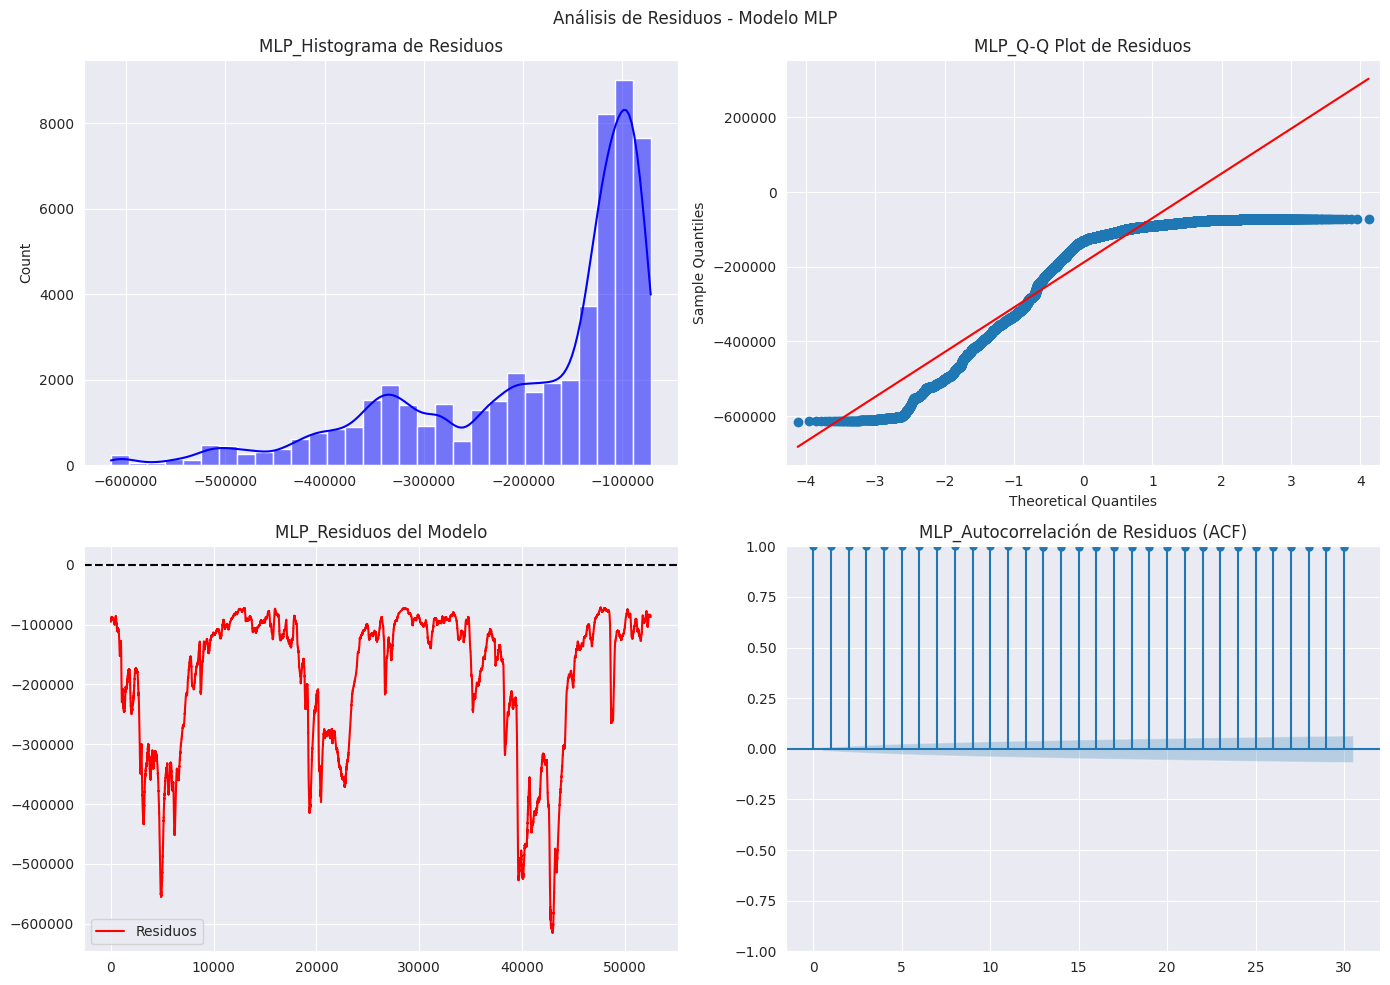 Análisis de Residuos - Modelo MLP
MLP_Histograma de Residuos
Count
8000
6000
4000
2000
0
−600000 −500000 −400000 −300000 −200000 −100000
MLP_Q-Q Plot de Residuos
Sample Quantiles
200000
0
−200000
−400000
−600000
−4 −3 −2 −1 0 1 2 3 4
Theoretical Quantiles
MLP_Residuos del Modelo
0
−100000
−200000
−300000
−400000
−500000
−600000
Residuos
0 10000 20000 30000 40000 50000
MLP_Autocorrelación de Residuos (ACF)
1.00
0.75
0.50
0.25
0.00
−0.25
−0.50
−0.75
−1.00
0 5 10 15 20 25 30